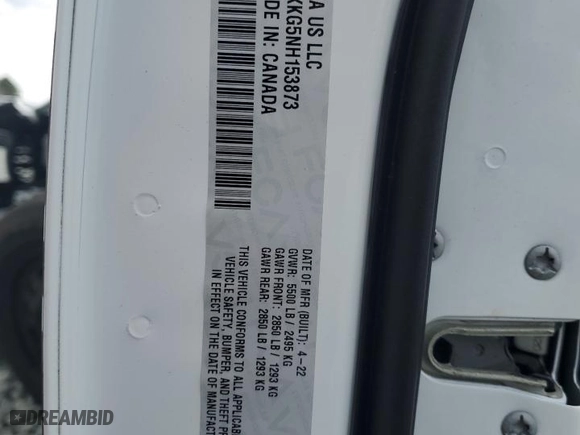 A US LLC
KG5NH153873
DE IN: CANADA
DATE OF MFR (BUILT): 4-22
GVWR: 5500 LB / 2495 KG
GAWR FRONT: 2850 LB / 1293 KG
GAWR REAR: 2850 LB / 1293 KG
THIS VEHICLE CONFORMS TO ALL APPLICAB
VEHICLE SAFETY, BUMPER, AND THEFT PR
IN EFFECT ON THE DATE OF MANUFACT
DREAMBID